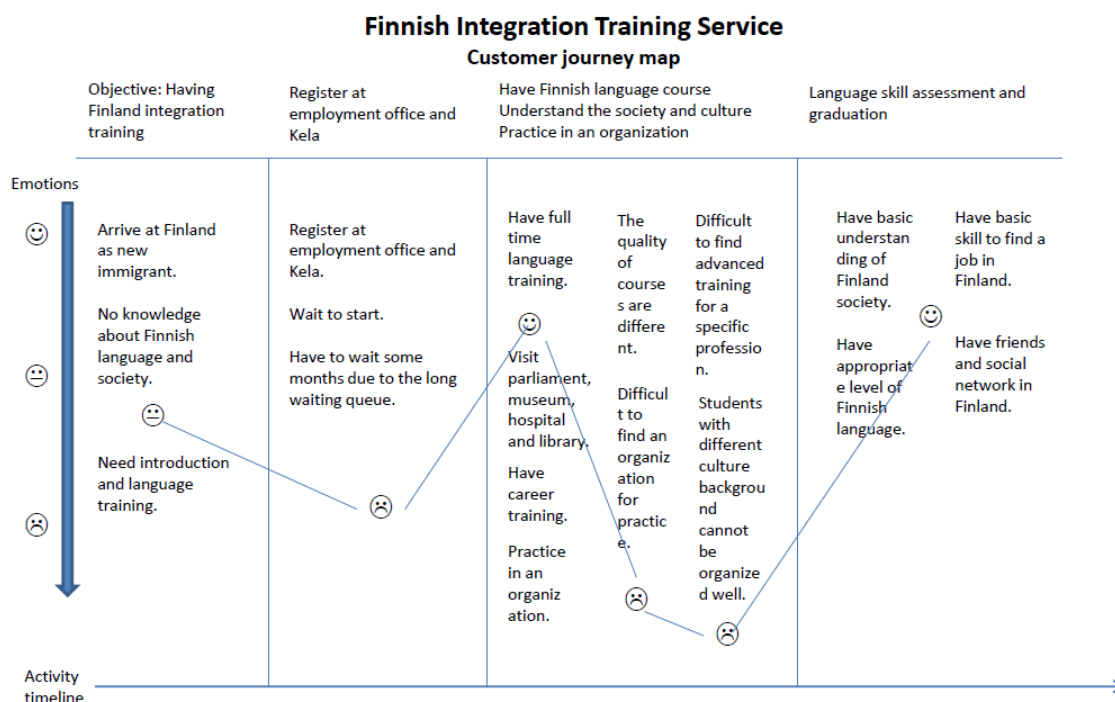 Finnish Integration Training Service
Customer journey map
Objective: Having
Finland integration
training
Register at
employment office and
Kela
Have Finnish language course
Understand the society and culture
Practice in an organization
Language skill assessment and
graduation
Emotions
Arrive at Finland
as new
immigrant.
No knowledge
about Finnish
language and
society.
Need introduction
and language
training.
Register at
employment office and
Kela.
Wait to start.
Have to wait some
months due to the long
waiting queue.
Have full
time
language
training.
Visit
parliament,
museum,
hospital
and library.
Have
career
training.
Practice
in an
organiz
ation.
The
quality
of
course
s are
differe
nt.
Difficul
t to
find an
organiz
ation
for
practic
e.
Difficult
to find
advanced
training
for a
specific
professio
n.
Students
with
different
culture
backgrou
nd
cannot
be
organize
d well.
Have basic
understan
ding of
Finland
society.
Have
appropriat
e level of
Finnish
language.
Have basic
skill to find a
job in
Finland.
Have friends
and social
network in
Finland.
Activity
timeline